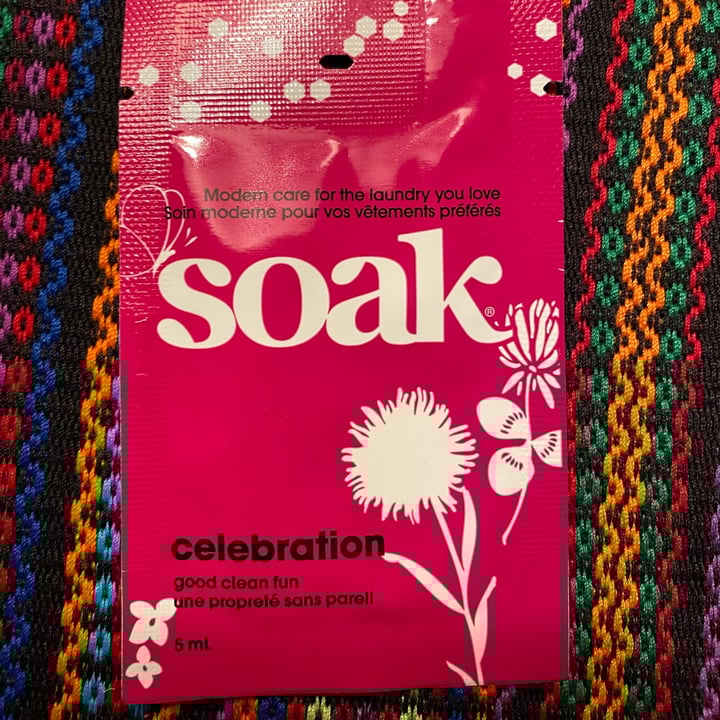 Modern care for the laundry you love
Soin moderne pour vos vêtements préférés
soak®
celebration
good clean fun
une propreté sans pareil
5 ml